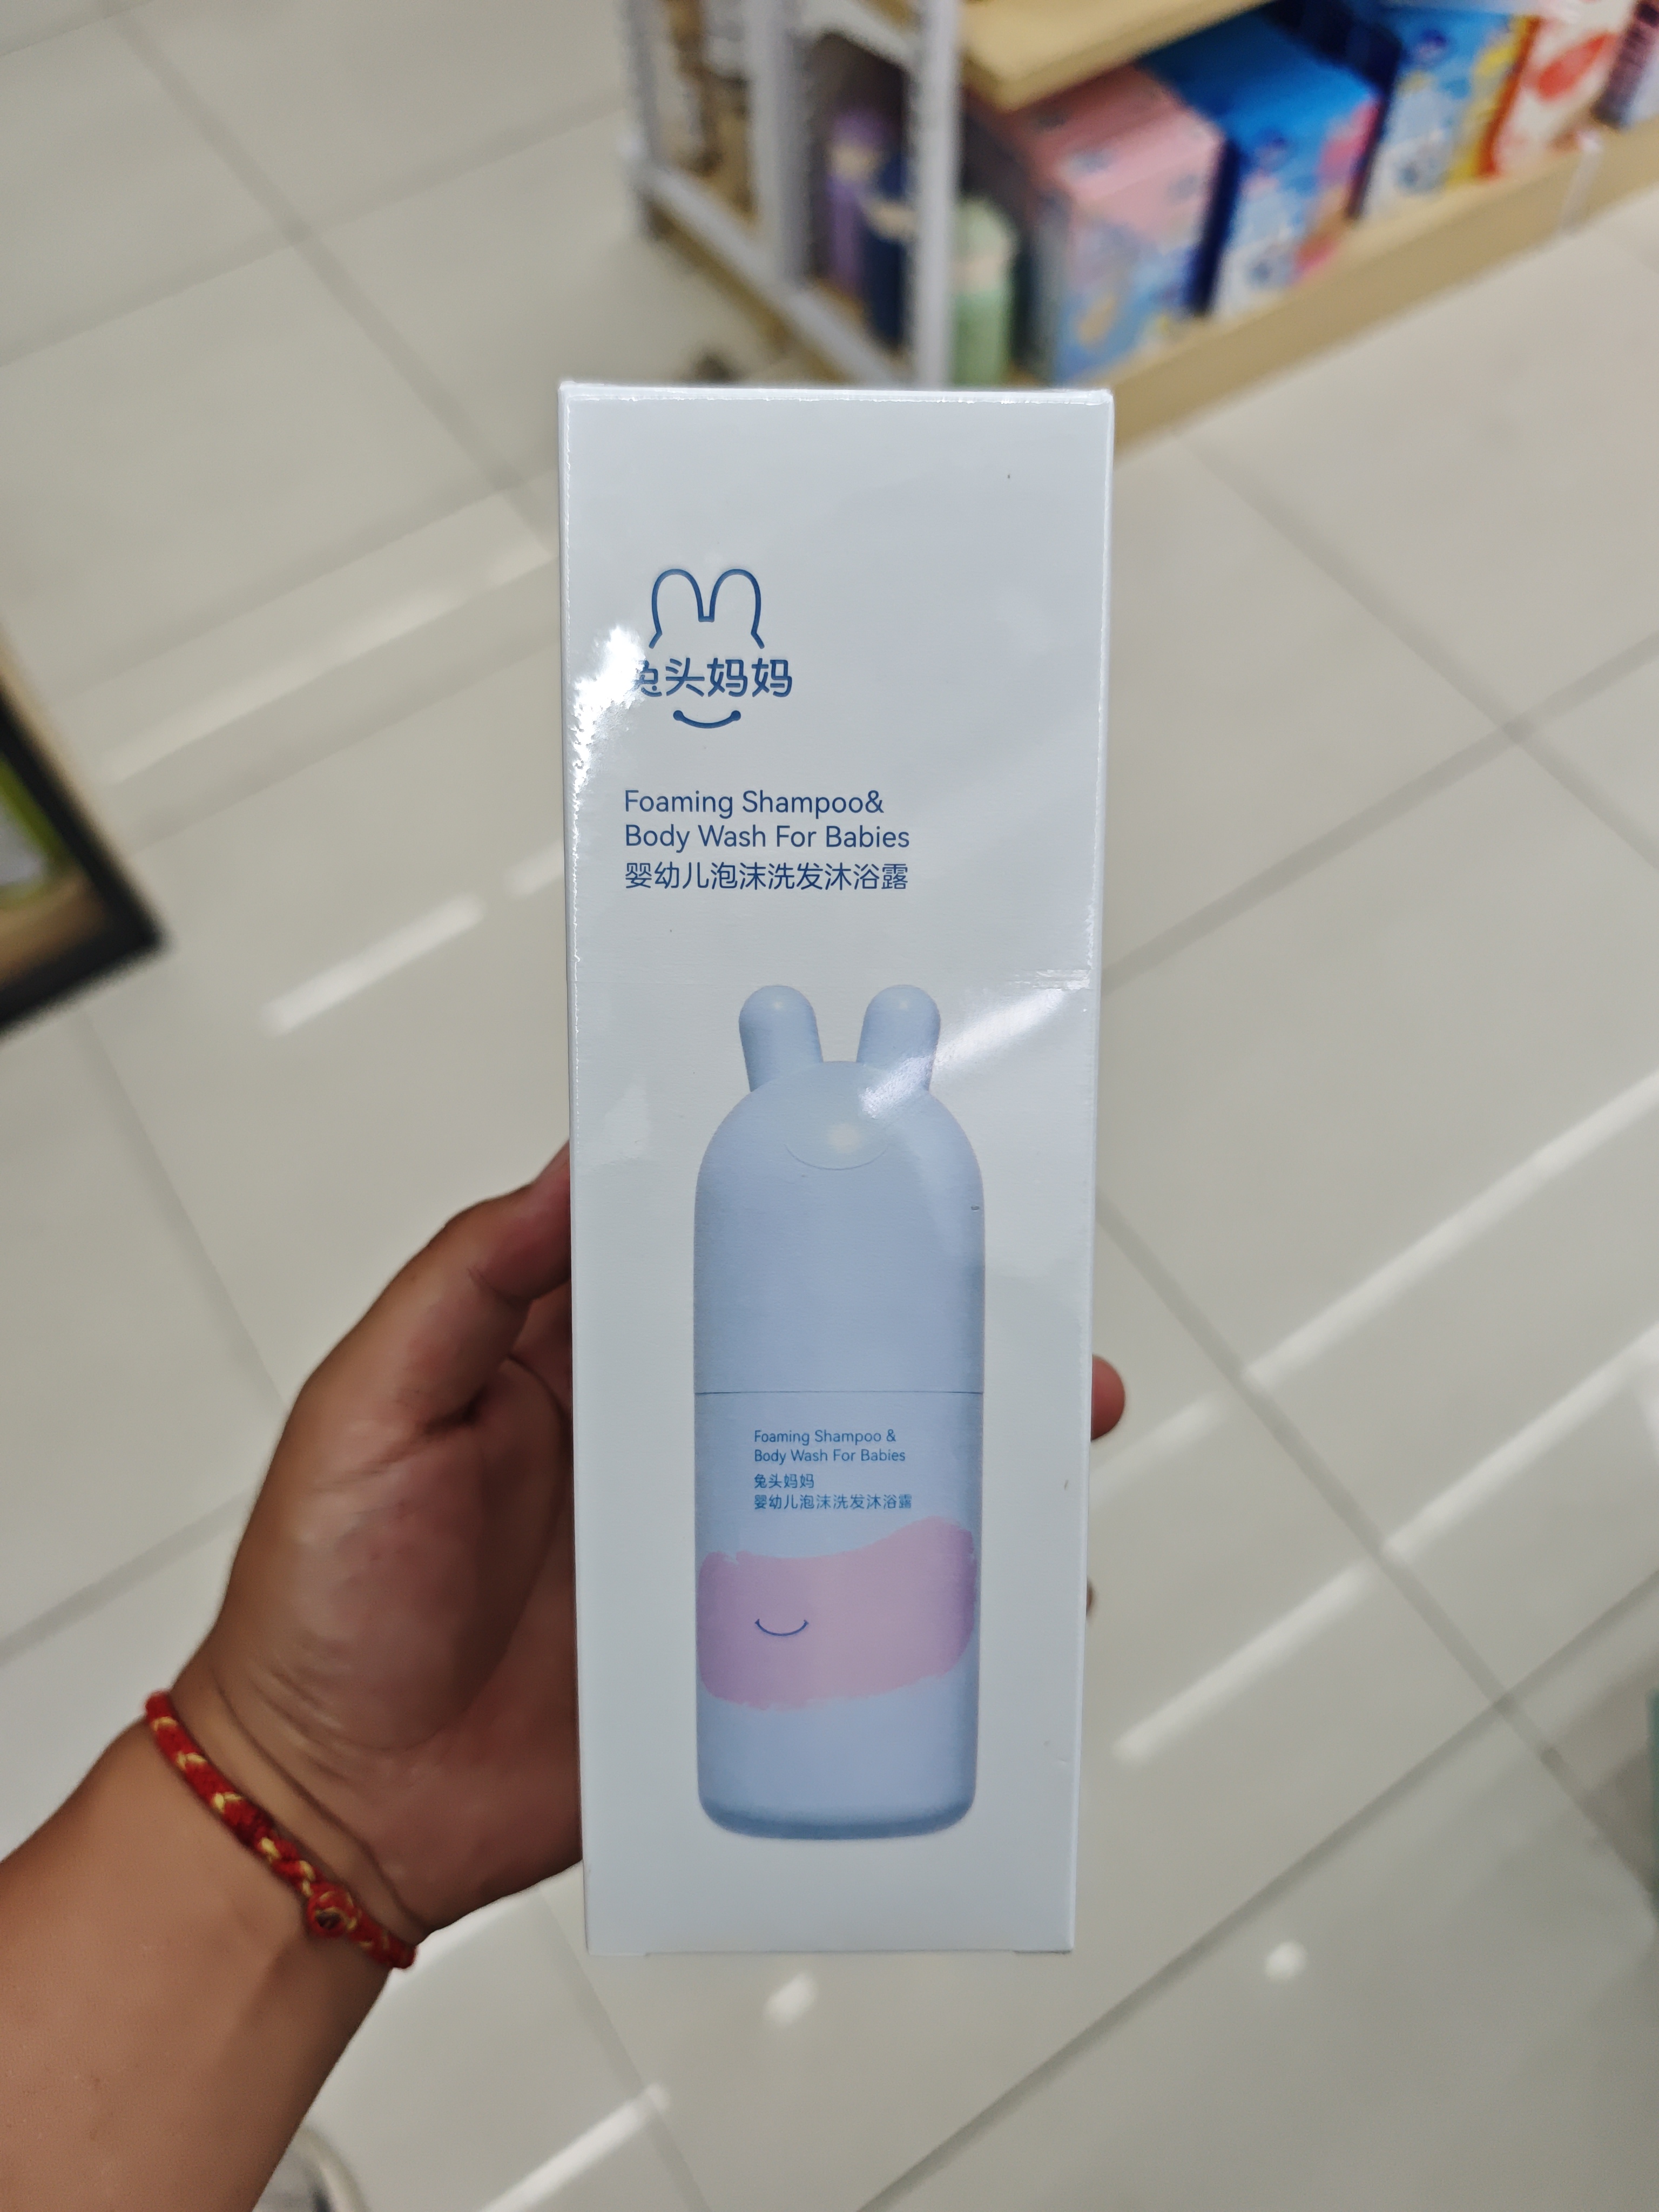 兔头妈妈
Foaming Shampoo&
Body Wash For Babies
婴幼儿泡沫洗发沐浴露
Foaming Shampoo &
Body Wash For Babies
兔头妈妈
婴幼儿泡沫洗发沐浴露